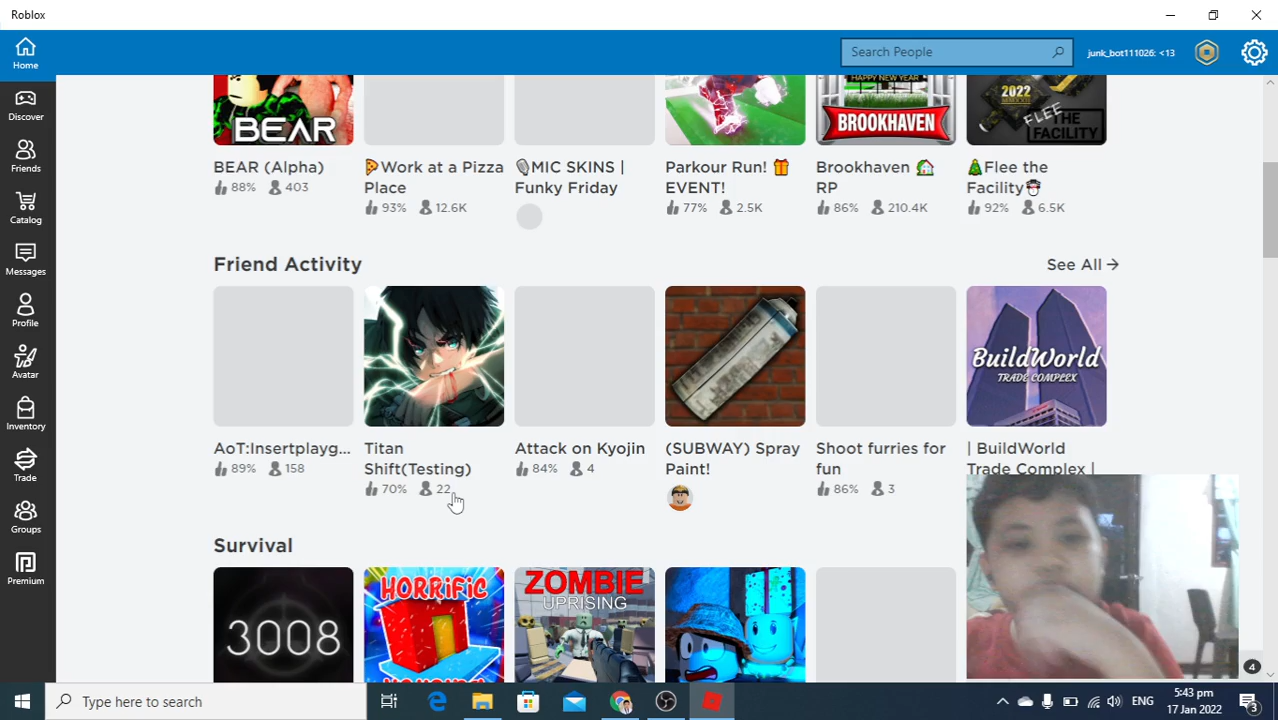 Roblox
Home
Search People
junk_bot111026: <13
Discover
Friends
Catalog
Messages
Profile
Avatar
Inventory
Trade
Groups
Premium
BEAR
HAPPY NEW YEAR
BROOKHAVEN
2022
FLEE
THE
FACILITY
BEAR (Alpha)
88% 403
🍕Work at a Pizza
Place
93% 12.6K
MIC SKINS |
Funky Friday
Parkour Run! 🎁
EVENT!
77% 2.5K
Brookhaven 🏠
RP
86% 210.4K
🎄Flee the
Facility⛄
92% 6.5K
Friend Activity
See All →
BuildWorld
TRADE COMPLEX
AoT:Insertplayg...
89% 158
Titan
Shift(Testing)
70% 22
Attack on Kyojin
84% 4
(SUBWAY) Spray
Paint!
Shoot furries for
fun
86% 3
| BuildWorld
Trade Complex |
Survival
3008
HORRIFIC
ZOMBIE
UPRISING
4
Type here to search
ENG
5:43 pm
17 Jan 2022
3